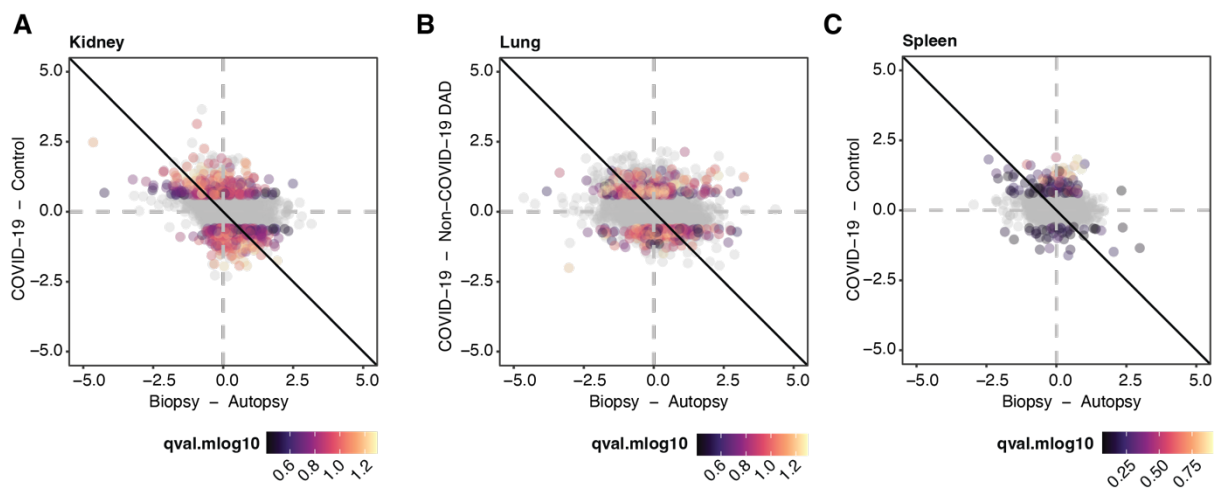 A
Kidney
5.0
2.5
0.0
−2.5
−5.0
COVID−19 − Control
−5.0 −2.5 0.0 2.5 5.0
Biopsy − Autopsy
qval.mlog10
0.6 0.8 1.0 1.2
B
Lung
5.0
2.5
0.0
−2.5
−5.0
COVID−19 − Non−COVID−19 DAD
−5.0 −2.5 0.0 2.5 5.0
Biopsy − Autopsy
qval.mlog10
0.6 0.8 1.0 1.2
C
Spleen
5.0
2.5
0.0
−2.5
−5.0
COVID−19 − Control
−5.0 −2.5 0.0 2.5 5.0
Biopsy − Autopsy
qval.mlog10
0.25 0.50 0.75